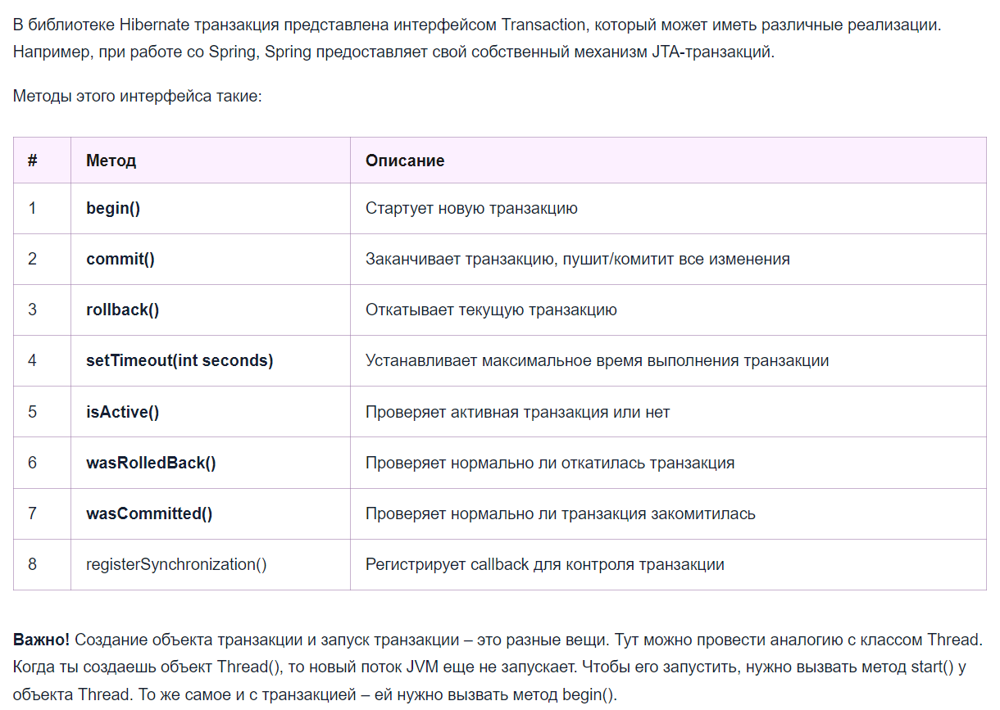 В библиотеке Hibernate транзакция представлена интерфейсом Transaction, который может иметь различные реализации.
Например, при работе со Spring, Spring предоставляет свой собственный механизм JTA-транзакций.
Методы этого интерфейса такие:
# Метод Описание
1 begin() Стартует новую транзакцию
2 commit() Заканчивает транзакцию, пушит/комитит все изменения
3 rollback() Откатывает текущую транзакцию
4 setTimeout(int seconds) Устанавливает максимальное время выполнения транзакции
5 isActive() Проверяет активная транзакция или нет
6 wasRolledBack() Проверяет нормально ли откатилась транзакция
7 wasCommitted() Проверяет нормально ли транзакция закомитилась
8 registerSynchronization() Регистрирует callback для контроля транзакции
Важно! Создание объекта транзакции и запуск транзакции – это разные вещи. Тут можно провести аналогию с классом Thread.
Когда ты создаешь объект Thread(), то новый поток JVM еще не запускает. Чтобы его запустить, нужно вызвать метод start() у
объекта Thread. То же самое и с транзакцией – ей нужно вызвать метод begin().